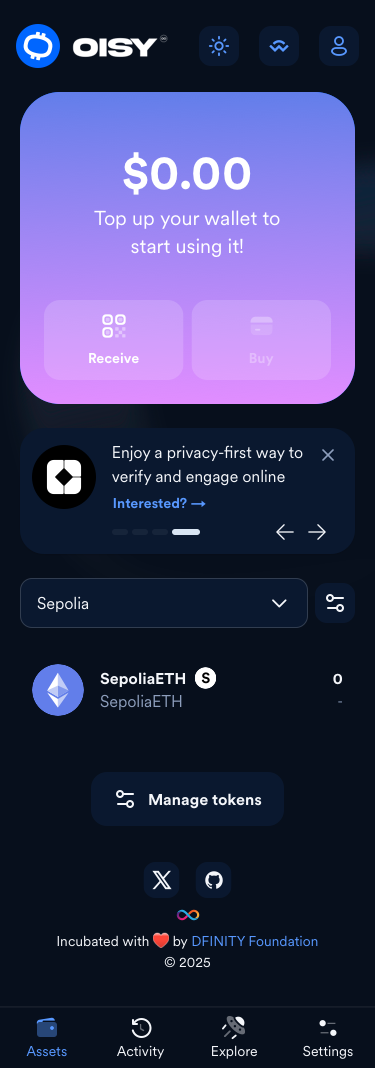 OISY
$0.00
Top up your wallet to
start using it!
Receive
Buy
Enjoy a privacy-first way to
verify and engage online
Interested? →
Sepolia
SepoliaETH S
0
SepoliaETH
-
Manage tokens
Incubated with ❤️ by DFINITY Foundation
© 2025
Assets
Activity
Explore
Settings